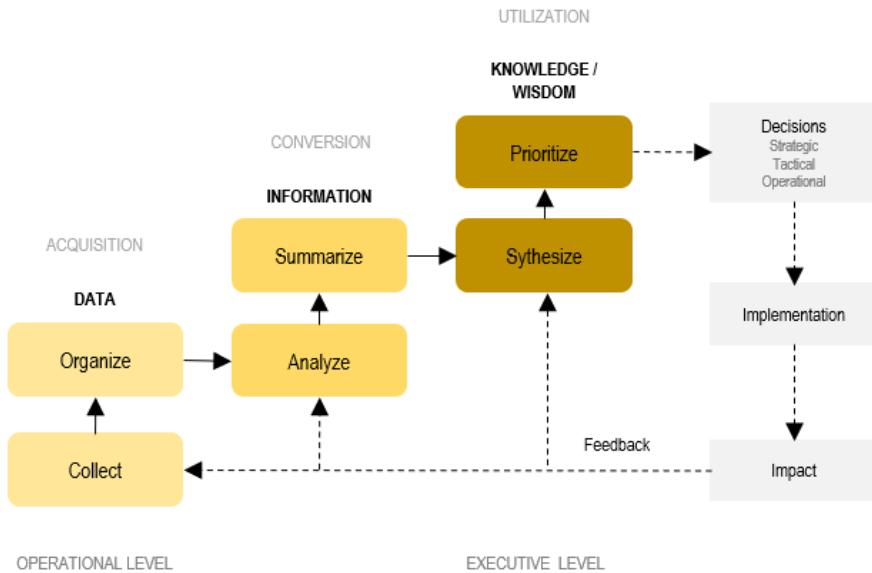 UTILIZATION
KNOWLEDGE /
WISDOM
Prioritize
Decisions
Strategic
Tactical
Operational
CONVERSION
INFORMATION
Summarize
Sythesize
ACQUISITION
DATA
Organize
Analyze
Implementation
Feedback
Collect
Impact
OPERATIONAL LEVEL
EXECUTIVE LEVEL